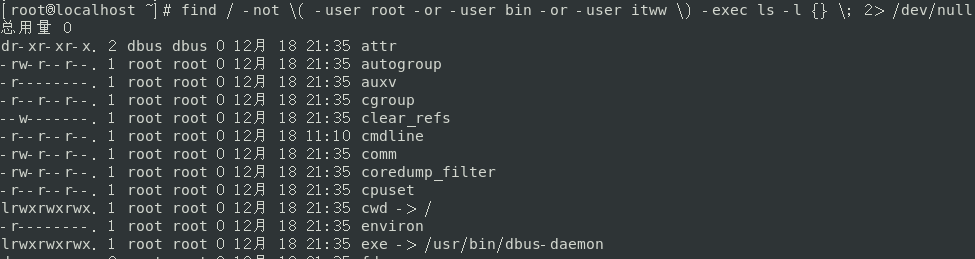 [root@localhost ~]# find / -not \( -user root -or -user bin -or -user itww \) -exec ls -l {} \; 2> /dev/null
总用量 0
dr-xr-xr-x. 2 dbus dbus 0 12月 18 21:35 attr
-rw-r--r--. 1 root root 0 12月 18 21:35 autogroup
-r--------. 1 root root 0 12月 18 21:35 auxv
-r--r--r--. 1 root root 0 12月 18 21:35 cgroup
--w-------. 1 root root 0 12月 18 21:35 clear_refs
-r--r--r--. 1 root root 0 12月 18 11:10 cmdline
-rw-r--r--. 1 root root 0 12月 18 21:35 comm
-rw-r--r--. 1 root root 0 12月 18 21:35 coredump_filter
-r--r--r--. 1 root root 0 12月 18 21:35 cpuset
lrwxrwxrwx. 1 root root 0 12月 18 21:35 cwd -> /
-r--------. 1 root root 0 12月 18 21:35 environ
lrwxrwxrwx. 1 root root 0 12月 18 21:35 exe -> /usr/bin/dbus-daemon